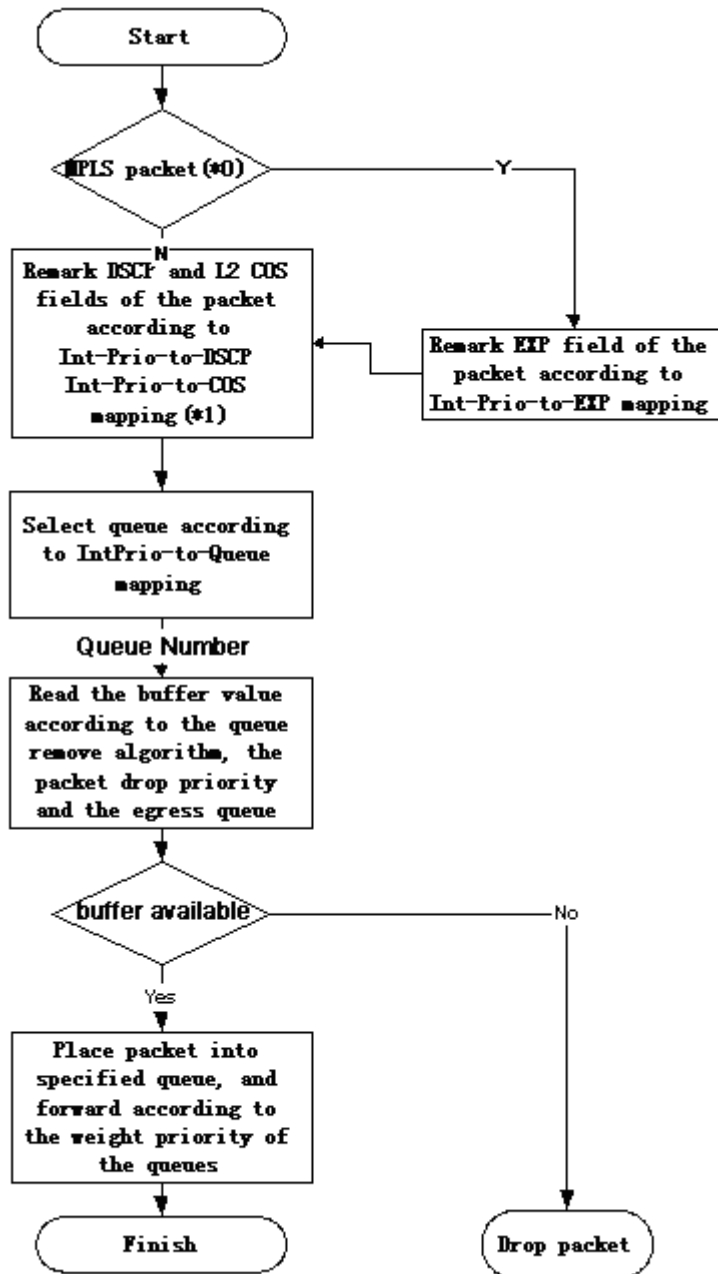 Start
MPLS packet(*0)
Y
N
Remark DSCP and L2 COS
fields of the packet
according to
Int-Prio-to-DSCP
Int-Prio-to-COS
mapping(*1)
Remark EXP field of the
packet according to
Int-Prio-to-EXP mapping
Select queue according
to IntPrio-to-Queue
mapping
Queue Number
Read the buffer value
according to the queue
remove algorithm, the
packet drop priority
and the egress queue
buffer available
No
Yes
Place packet into
specified queue, and
forward according to
the weight priority of
the queues
Finish
Drop packet